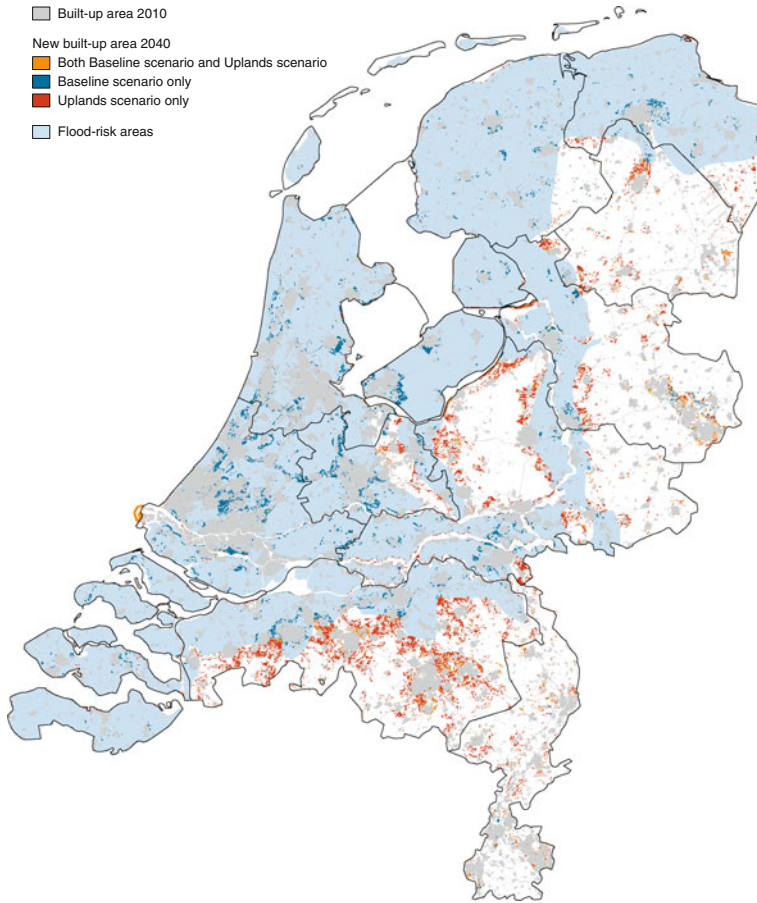 Built-up area 2010
New built-up area 2040
Both Baseline scenario and Uplands scenario
Baseline scenario only
Uplands scenario only
Flood-risk areas